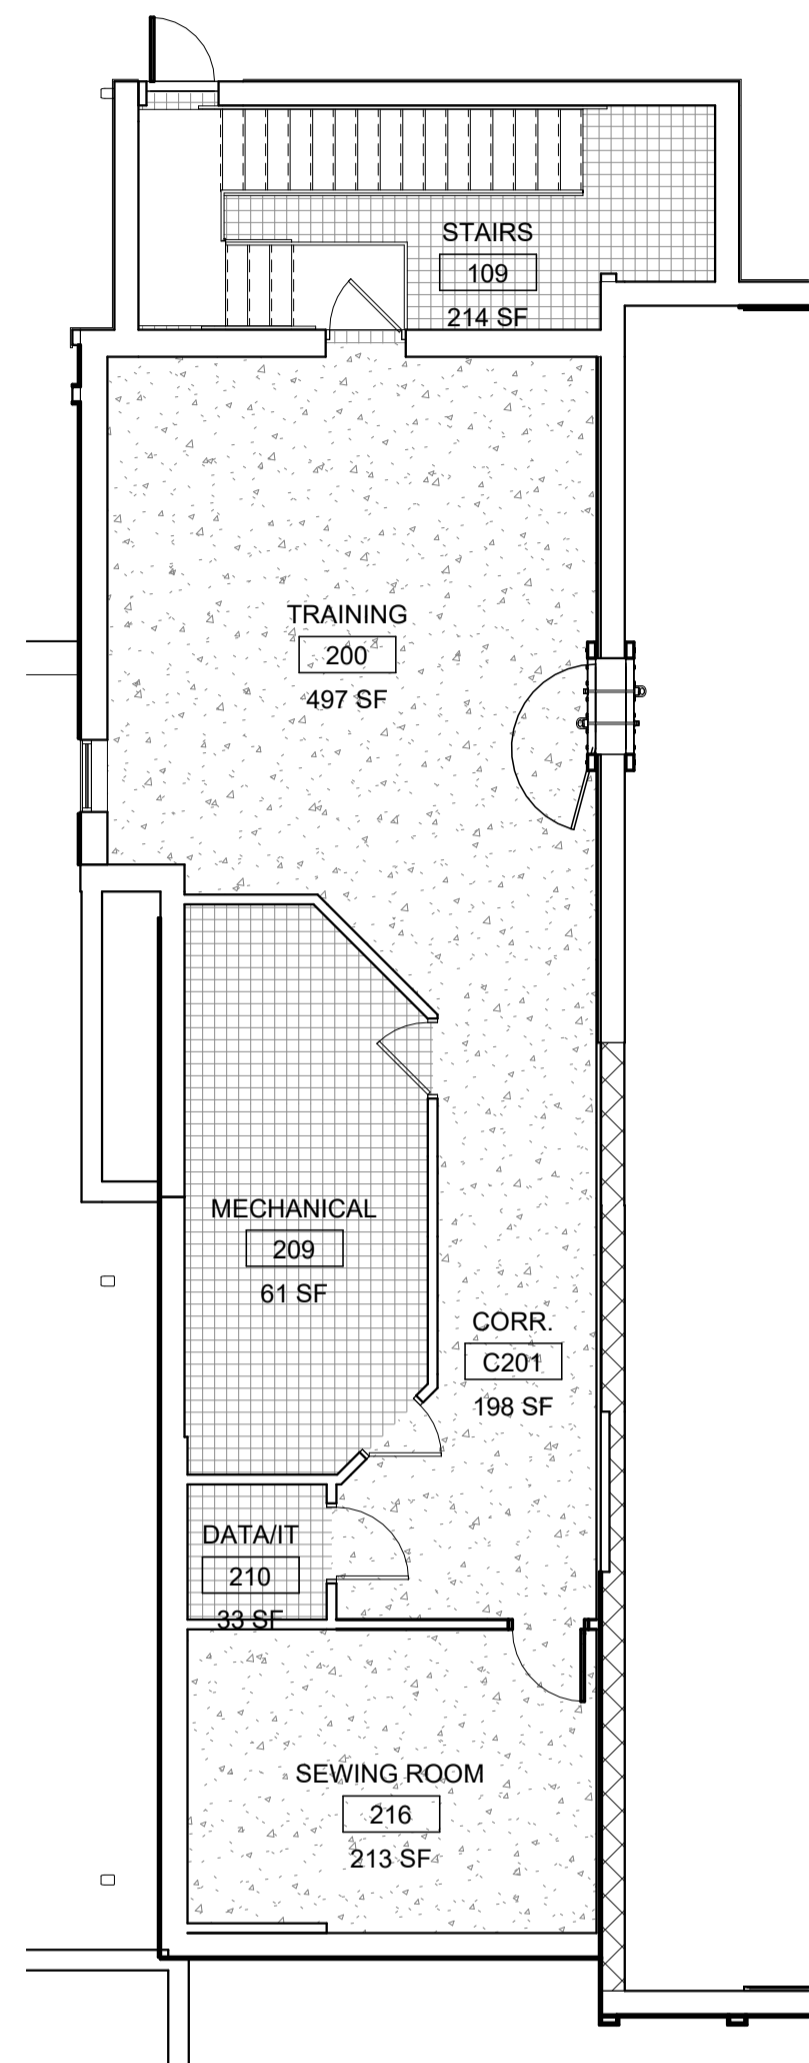 STAIRS
109
214 SF
TRAINING
200
497 SF
MECHANICAL
209
61 SF
CORR.
C201
198 SF
DATA/IT
210
33 SF
SEWING ROOM
216
213 SF